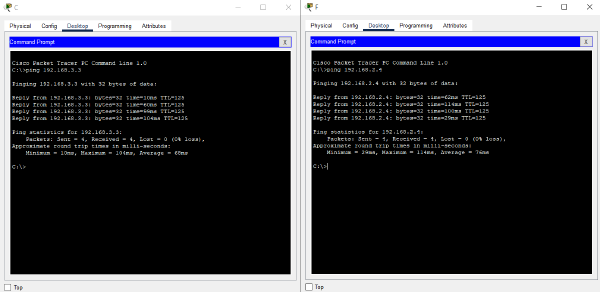 C
Physical Config Desktop Programming Attributes
Command Prompt
X
Cisco Packet Tracer PC Command Line 1.0
C:\>ping 192.168.3.3
Pinging 192.168.3.3 with 32 bytes of data:
Reply from 192.168.3.3: bytes=32 time=10ms TTL=125
Reply from 192.168.3.3: bytes=32 time=60ms TTL=125
Reply from 192.168.3.3: bytes=32 time=99ms TTL=125
Reply from 192.168.3.3: bytes=32 time=104ms TTL=125
Ping statistics for 192.168.3.3:
Packets: Sent = 4, Received = 4, Lost = 0 (0% loss),
Approximate round trip times in milli-seconds:
Minimum = 10ms, Maximum = 104ms, Average = 68ms
C:\>
Top
F
Physical Config Desktop Programming Attributes
Command Prompt
X
Cisco Packet Tracer PC Command Line 1.0
C:\>ping 192.168.2.4
Pinging 192.168.2.4 with 32 bytes of data:
Reply from 192.168.2.4: bytes=32 time=62ms TTL=125
Reply from 192.168.2.4: bytes=32 time=114ms TTL=125
Reply from 192.168.2.4: bytes=32 time=100ms TTL=125
Reply from 192.168.2.4: bytes=32 time=29ms TTL=125
Ping statistics for 192.168.2.4:
Packets: Sent = 4, Received = 4, Lost = 0 (0% loss),
Approximate round trip times in milli-seconds:
Minimum = 29ms, Maximum = 114ms, Average = 76ms
C:\>
Top